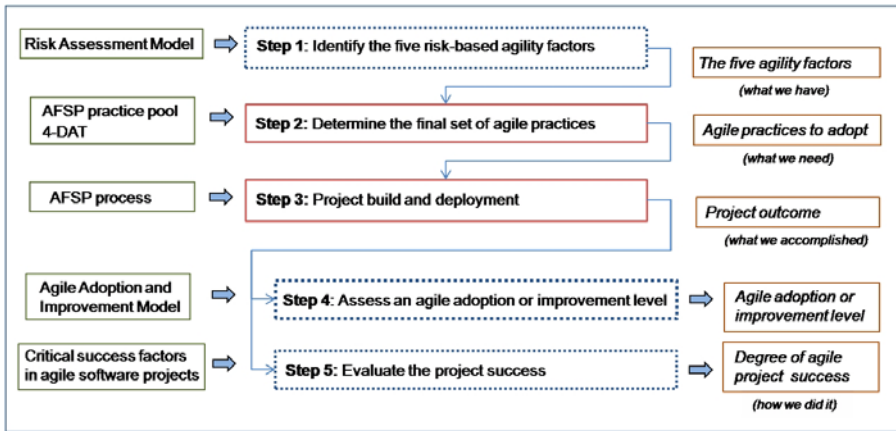 Risk Assessment Model
Step 1: Identify the five risk-based agility factors
The five agility factors
(what we have)
AFSP practice pool
4-DAT
Step 2: Determine the final set of agile practices
Agile practices to adopt
(what we need)
AFSP process
Step 3: Project build and deployment
Project outcome
(what we accomplished)
Agile Adoption and
Improvement Model
Step 4: Assess an agile adoption or improvement level
Agile adoption or
improvement level
Critical success factors
in agile software projects
Step 5: Evaluate the project success
Degree of agile
project success
(how we did it)